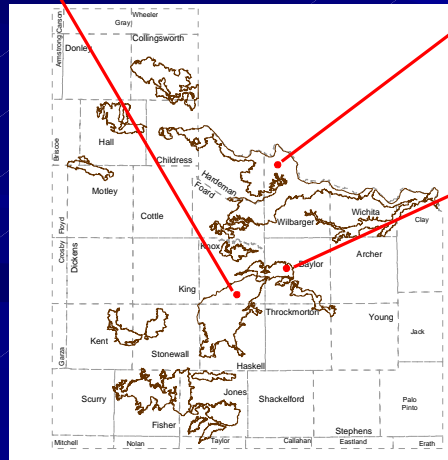 Wheeler
Gray
Carson
Armstrong
Donley
Collingsworth
Briscoe
Hall
Childress
Motley
Hardeman
Foard
Cottle
Wilbarger
Wichita
Clay
Floyd
Crosby
Dickens
Knox
Baylor
Archer
King
Throckmorton
Young
Jack
Garza
Kent
Stonewall
Haskell
Scurry
Fisher
Jones
Shackelford
Palo
Pinto
Stephens
Mitchell
Nolan
Taylor
Callahan
Eastland
Erath